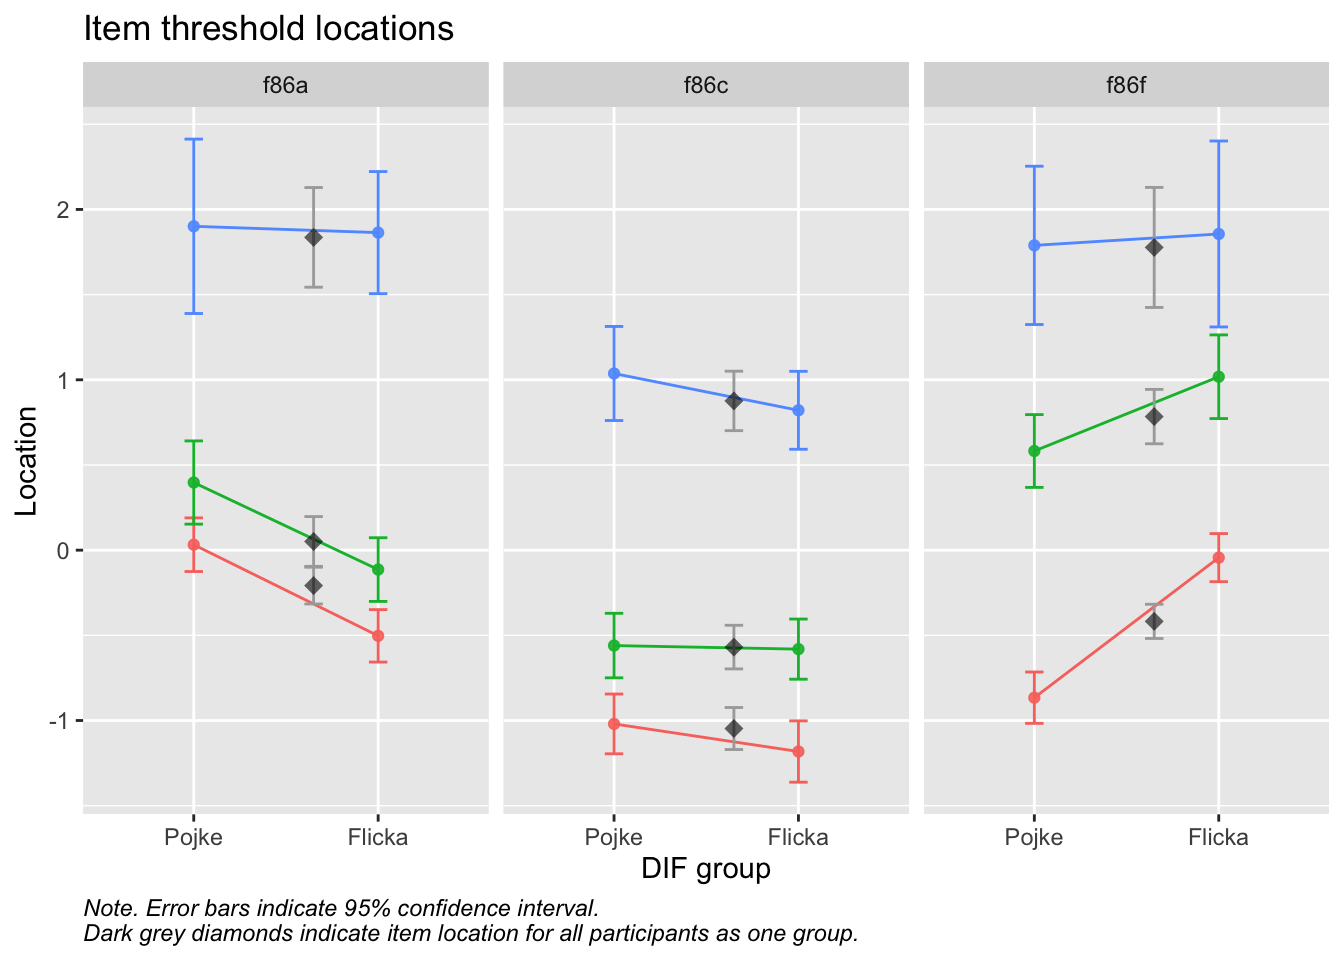 Item threshold locations
f86a
f86c
f86f
Location
2
1
0
-1
Pojke
Flicka
Pojke
Flicka
Pojke
Flicka
DIF group
Note. Error bars indicate 95% confidence interval.
Dark grey diamonds indicate item location for all participants as one group.